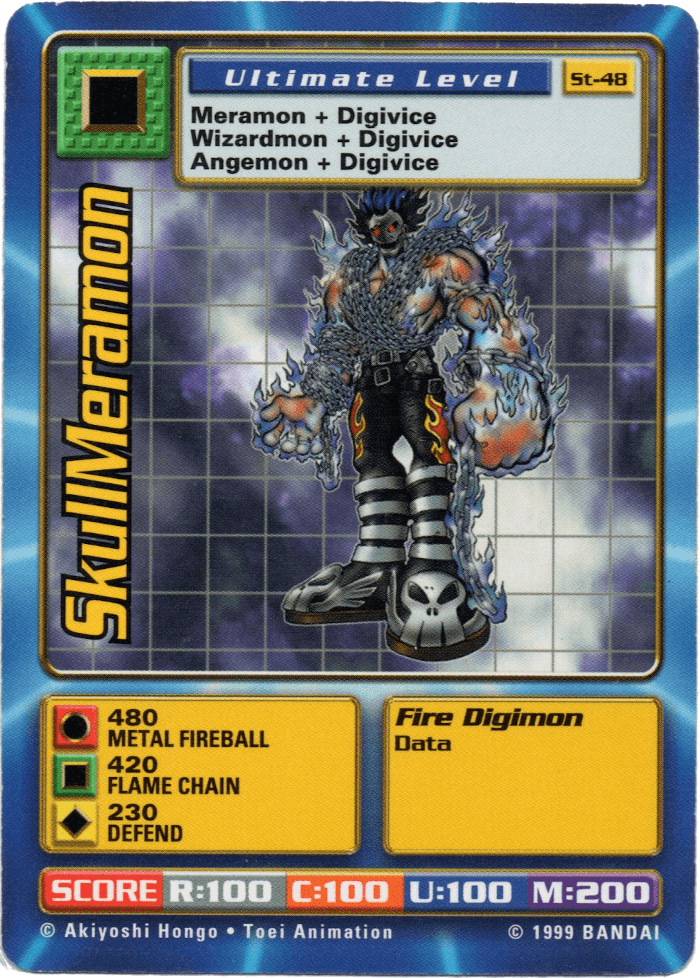 Ultimate Level
St-48
Meramon + Digivice
Wizardmon + Digivice
Angemon + Digivice
SkullMeramon
480
METAL FIREBALL
420
FLAME CHAIN
230
DEFEND
Fire Digimon
Data
SCORE R:100 C:100 U:100 M:200
© Akiyoshi Hongo • Toei Animation
© 1999 BANDAI